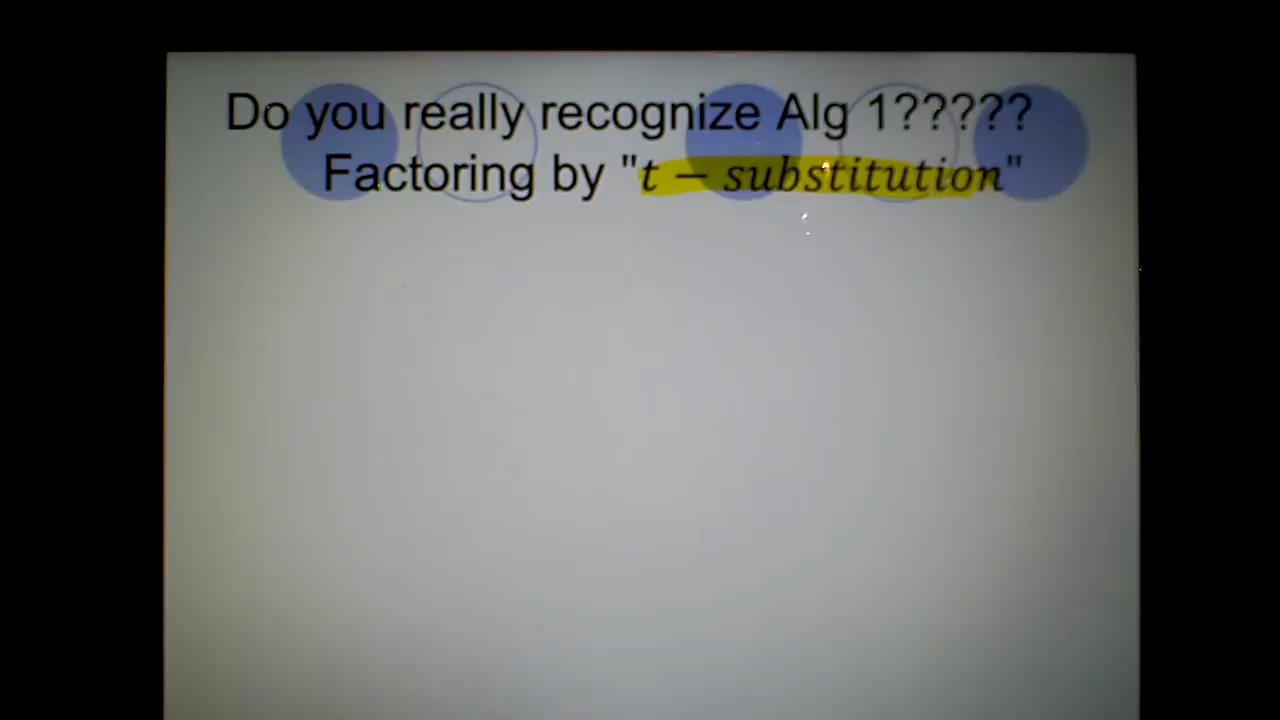 Do you really recognize Alg 1?????
Factoring by "t − substitution"